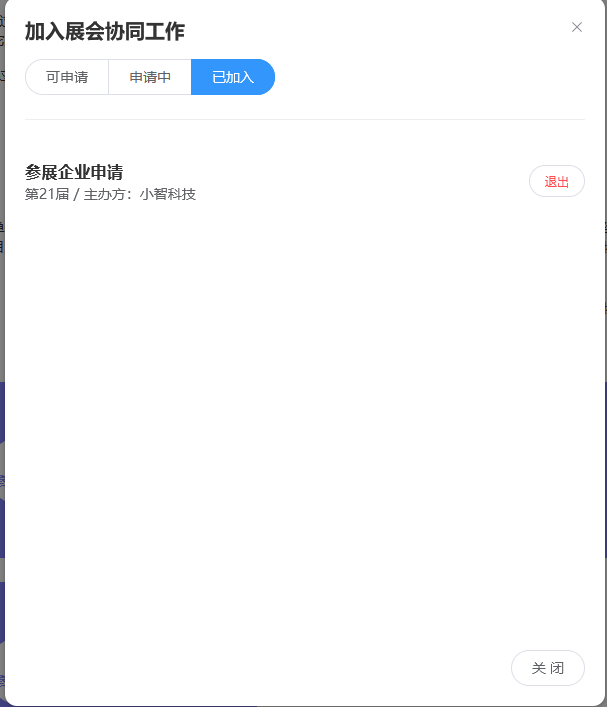 加入展会协同工作
可申请
申请中
已加入
参展企业申请
退出
第21届 / 主办方：小智科技
关 闭